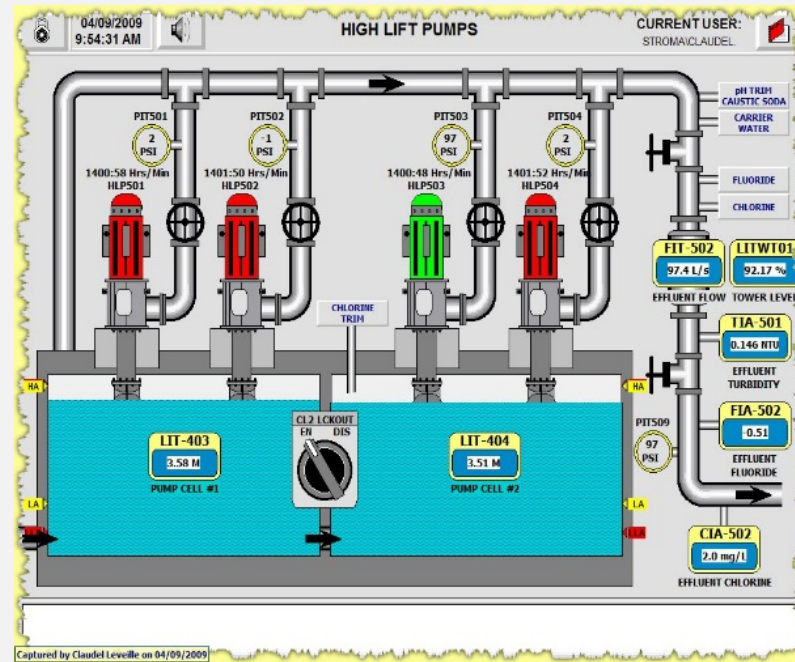 04/09/2009
9:54:31 AM
HIGH LIFT PUMPS
CURRENT USER:
STROMA\CLAUDEL
pH TRIM
CAUSTIC SODA
CARRIER
WATER
PIT501
2
PSI
PIT502
-1
PSI
PIT503
97
PSI
PIT504
2
PSI
1400:58 Hrs/Min
HLP501
1401:50 Hrs/Min
HLP502
1400:48 Hrs/Min
HLP503
1401:52 Hrs/Min
HLP504
FLUORIDE
CHLORINE
FIT-502
97.4 L/s
EFFLUENT FLOW
LITWT01
92.17 %
TOWER LEVEL
CHLORINE
TRIM
TIA-501
0.146 NTU
EFFLUENT
TURBIDITY
HA
HA
CL2 LCKOUT
EN DIS
LIT-403
3.58 M
PUMP CELL #1
LIT-404
3.51 M
PUMP CELL #2
PIT509
97
PSI
FIA-502
-0.51
EFFLUENT
FLUORIDE
LA
LA
CIA-502
2.0 mg/L
EFFLUENT CHLORINE
Captured by Claudel Leveille on 04/09/2009